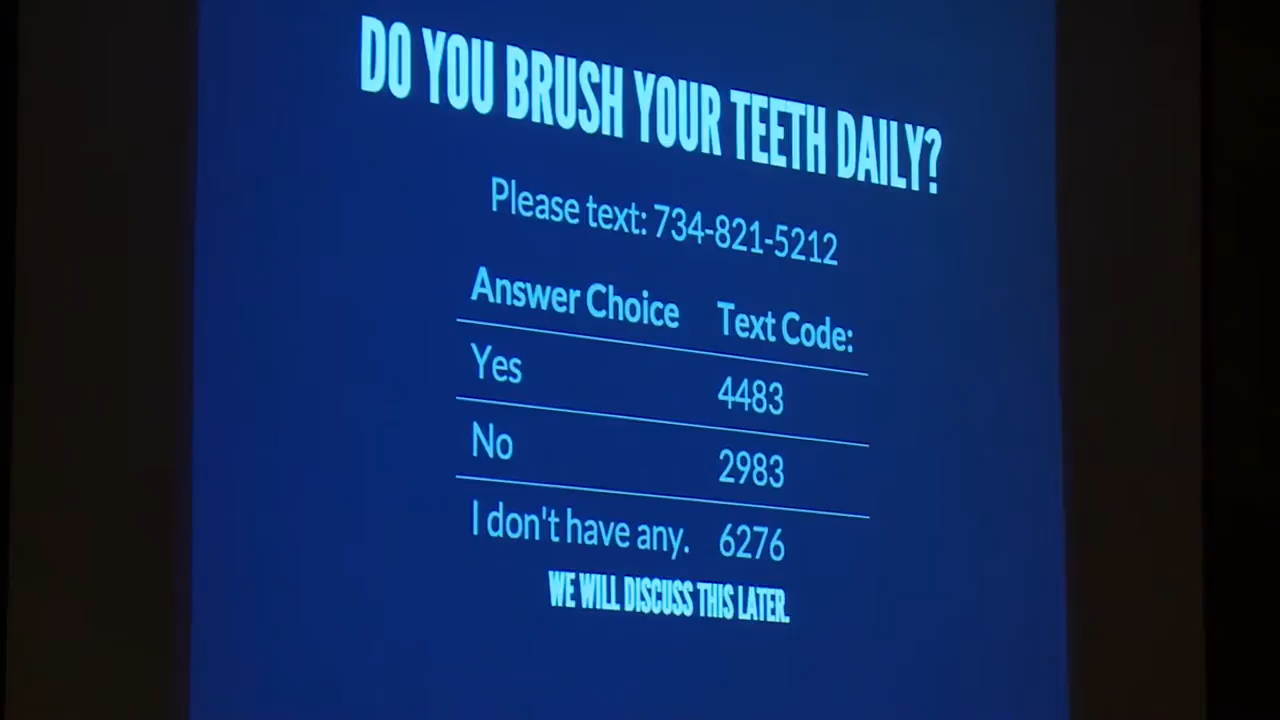 DO YOU BRUSH YOUR TEETH DAILY?
Please text: 734-821-5212
Answer Choice Text Code:
Yes 4483
No 2983
I don't have any. 6276
WE WILL DISCUSS THIS LATER.